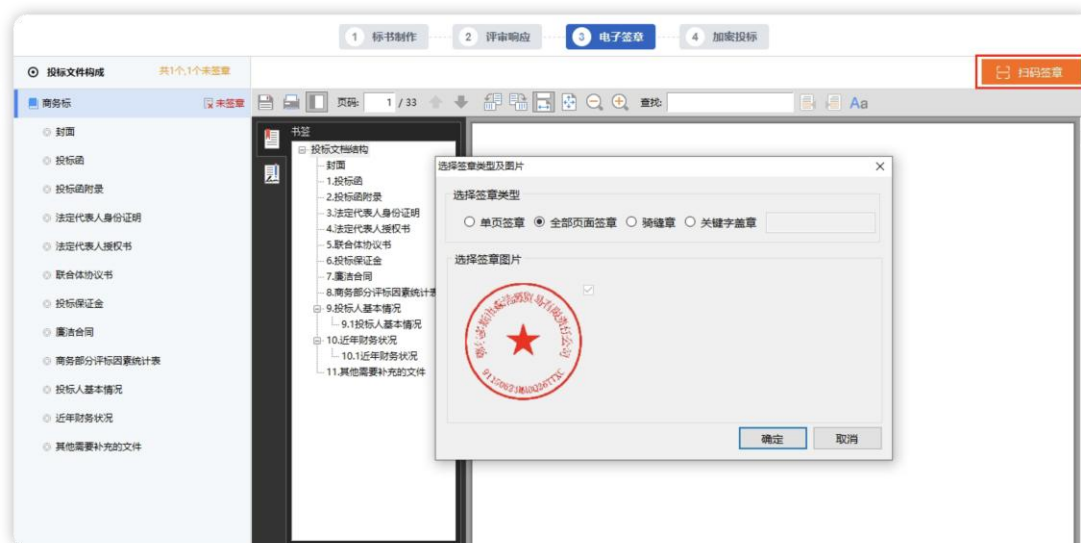 1 标书制作 2 评审响应 3 电子签章 4 加密投标
投标文件构成 共1个,1个未签章
扫码签章
商务标 未签章
页码: 1 / 33 查找: Aa
封面
投标函
投标函附录
法定代表人身份证明
法定代表人授权书
联合体协议书
投标保证金
廉洁合同
商务部分评标因素统计表
投标人基本情况
近年财务状况
其他需要补充的文件
书签
投标文档结构
封面
1.投标函
2.投标函附录
3.法定代表人身份证明
4.法定代表人授权书
5.联合体协议书
6.投标保证金
7.廉洁合同
8.商务部分评标因素统计表
9.投标人基本情况
9.1投标人基本情况
10.近年财务状况
10.1近年财务状况
11.其他需要补充的文件
选择签章类型及图片
选择签章类型
单页签章 全部页面签章 骑缝章 关键字盖章
选择签章图片
确定 取消